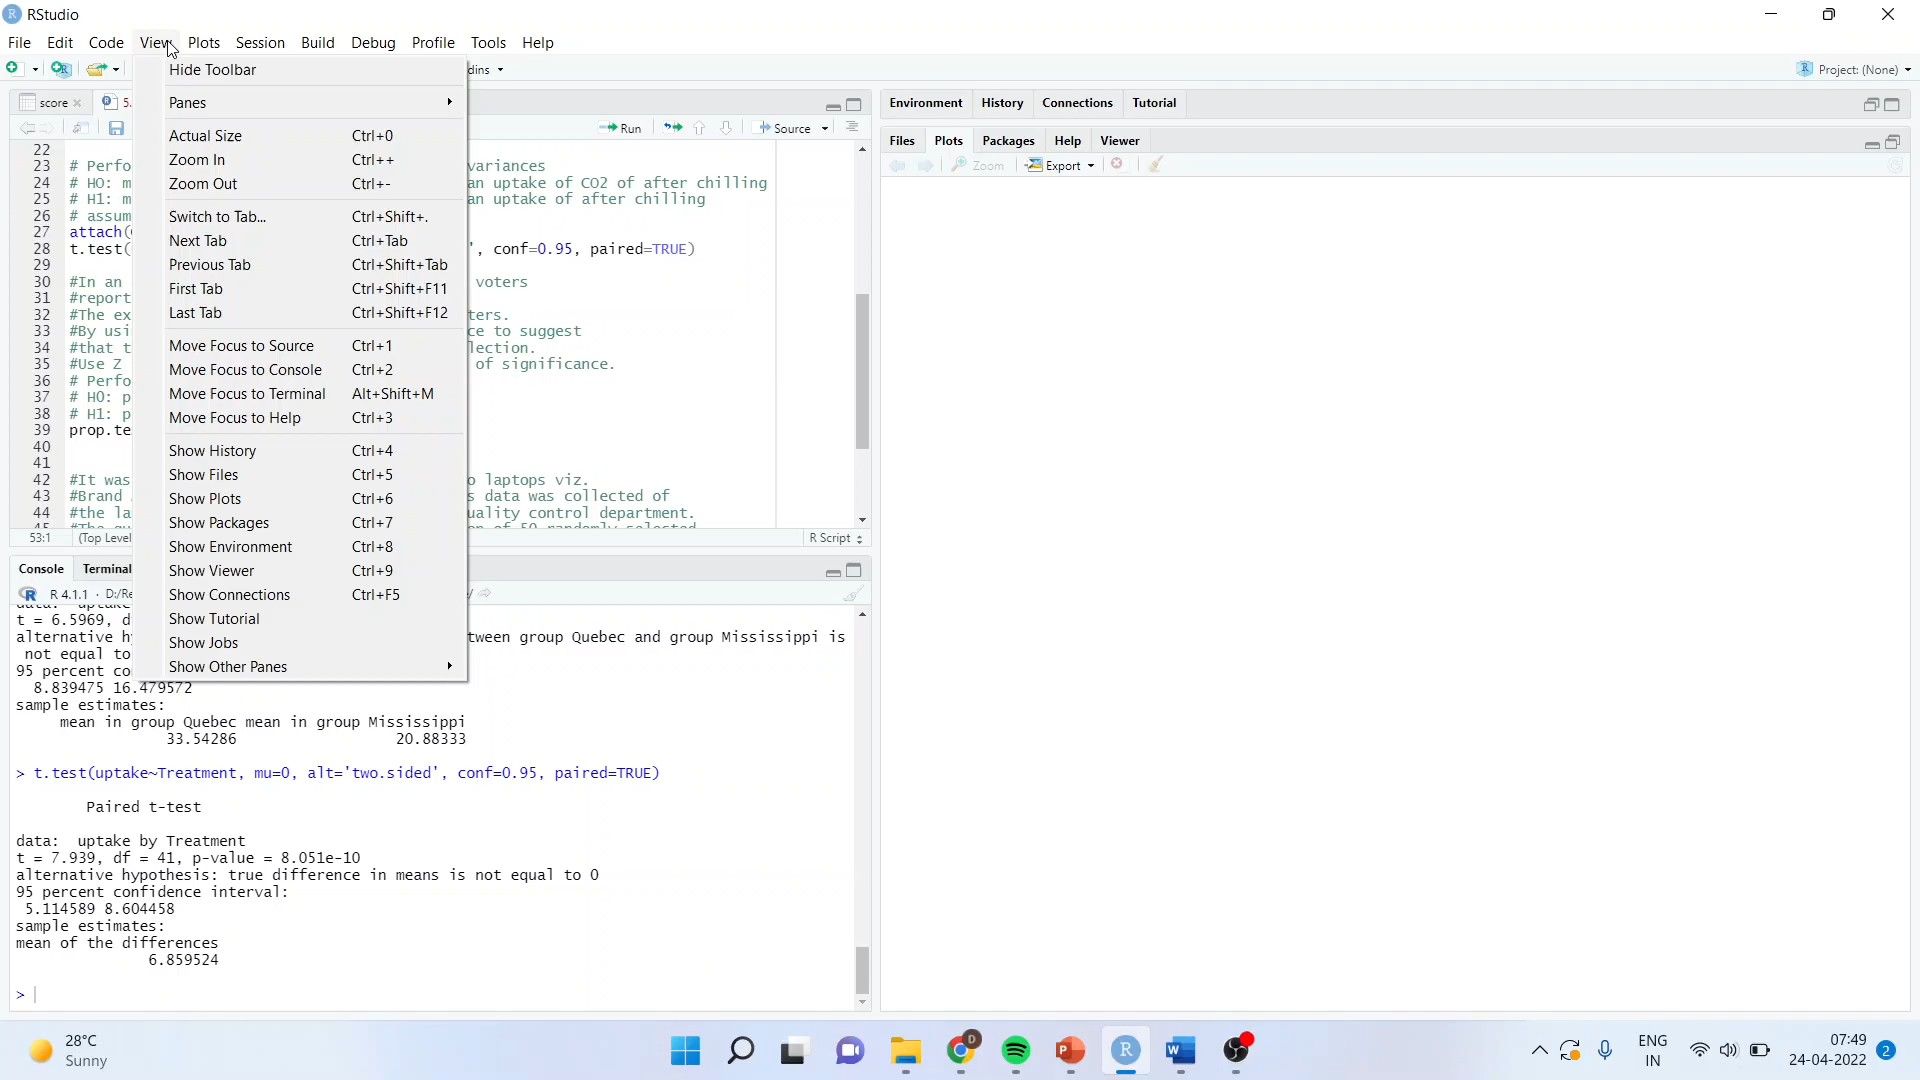 RStudio
File Edit Code View Plots Session Build Debug Profile Tools Help
dins
Project: (None)
Hide Toolbar
Panes
Actual Size Ctrl+0
Zoom In Ctrl++
Zoom Out Ctrl+-
Switch to Tab... Ctrl+Shift+.
Next Tab Ctrl+Tab
Previous Tab Ctrl+Shift+Tab
First Tab Ctrl+Shift+F11
Last Tab Ctrl+Shift+F12
Move Focus to Source Ctrl+1
Move Focus to Console Ctrl+2
Move Focus to Terminal Alt+Shift+M
Move Focus to Help Ctrl+3
Show History Ctrl+4
Show Files Ctrl+5
Show Plots Ctrl+6
Show Packages Ctrl+7
Show Environment Ctrl+8
Show Viewer Ctrl+9
Show Connections Ctrl+F5
Show Tutorial
Show Jobs
Show Other Panes
score 5.
Run Source
22
23 # Perfo variances
24 # H0: m an uptake of CO2 of after chilling
25 # H1: m an uptake of after chilling
26 # assum
27 attach(
28 t.test( ', conf=0.95, paired=TRUE)
29
30 #In an voters
31 #report
32 #The ex ters.
33 #By usi ce to suggest
34 #that t lection.
35 #Use Z of significance.
36 # Perfo
37 # H0: p
38 # H1: p
39 prop.te
40
41
42 #It was o laptops viz.
43 #Brand s data was collected of
44 #the la uality control department.
53:1 (Top Level R Script
Console Terminal
R 4.1.1 · D:/Re /
t = 6.5969, d
alternative hy tween group Quebec and group Mississippi is
not equal to
95 percent co
8.839475 16.479572
sample estimates:
mean in group Quebec mean in group Mississippi
33.54286 20.88333
> t.test(uptake~Treatment, mu=0, alt='two.sided', conf=0.95, paired=TRUE)
Paired t-test
data: uptake by Treatment
t = 7.939, df = 41, p-value = 8.051e-10
alternative hypothesis: true difference in means is not equal to 0
95 percent confidence interval:
5.114589 8.604458
sample estimates:
mean of the differences
6.859524
>
Environment History Connections Tutorial
Files Plots Packages Help Viewer
Zoom Export
28°C
Sunny
D
ENG
IN
07:49
24-04-2022
2